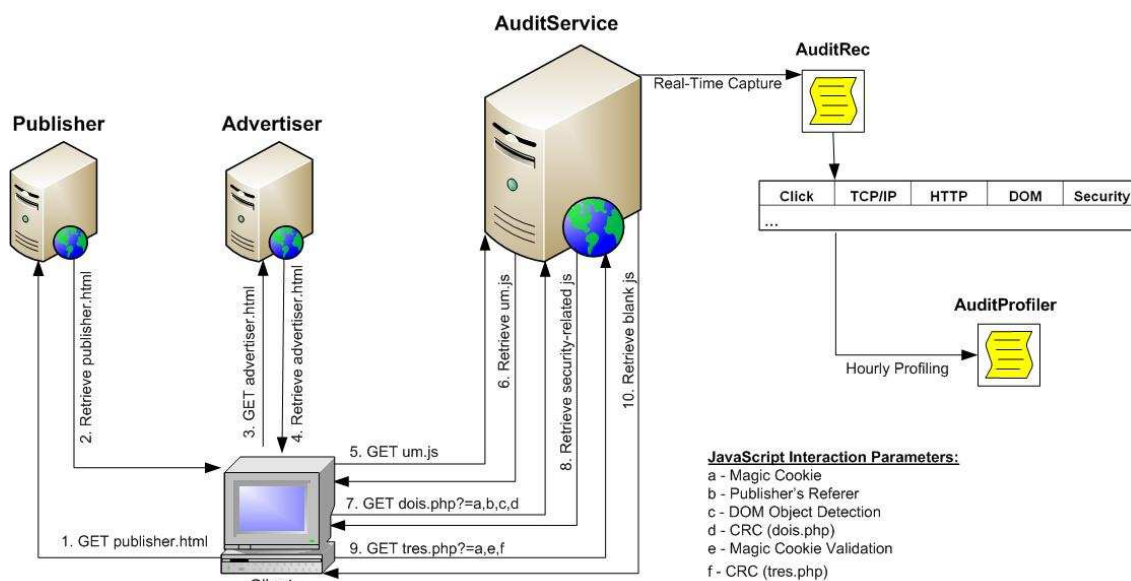 AuditService
AuditRec
Real-Time Capture
Publisher
Advertiser
Click TCP/IP HTTP DOM Security
...
AuditProfiler
Hourly Profiling
1. GET publisher.html
2. Retrieve publisher.html
3. GET advertiser.html
4. Retrieve advertiser.html
5. GET um.js
6. Retrieve um.js
7. GET dois.php?=a,b,c,d
8. Retrieve security-related js
9. GET tres.php?=a,e,f
10. Retrieve blank js
JavaScript Interaction Parameters:
a - Magic Cookie
b - Publisher's Referer
c - DOM Object Detection
d - CRC (dois.php)
e - Magic Cookie Validation
f - CRC (tres.php)
Client